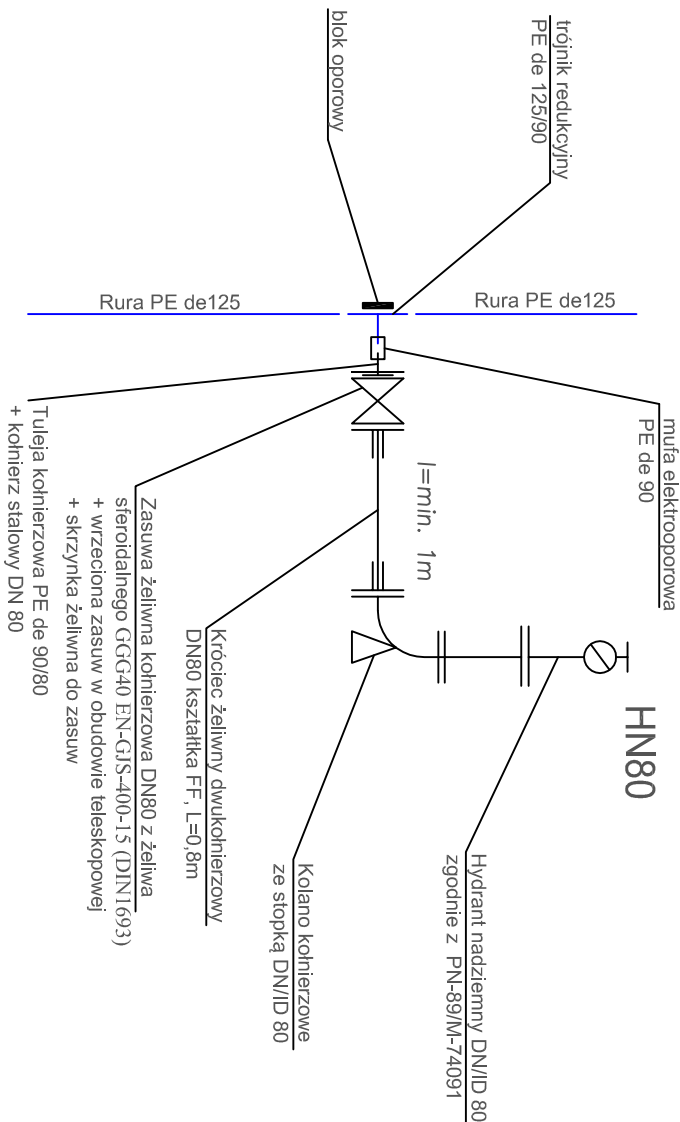 trójnik redukcyjny
PE de 125/90
blok oporowy
Rura PE de125
Rura PE de125
mufa elektrooporowa
PE de 90
l=min. 1m
HN80
Tuleja kołnierzowa PE de 90/80
+ kołnierz stalowy DN 80
Zasuwa żeliwna kołnierzowa DN80 z żeliwa
sferoidalnego GGG40 EN-GJS-400-15 (DIN1693)
+ wrzeciona zasuw w obudowie teleskopowej
+ skrzynka żeliwna do zasuw
Króciec żeliwny dwukołnierzowy
DN80 kształtka FF, L=0,8m
Kolano kołnierzowe
ze stopką DN/ID 80
Hydrant nadziemny DN/ID 80
zgodnie z PN-89/M-74091